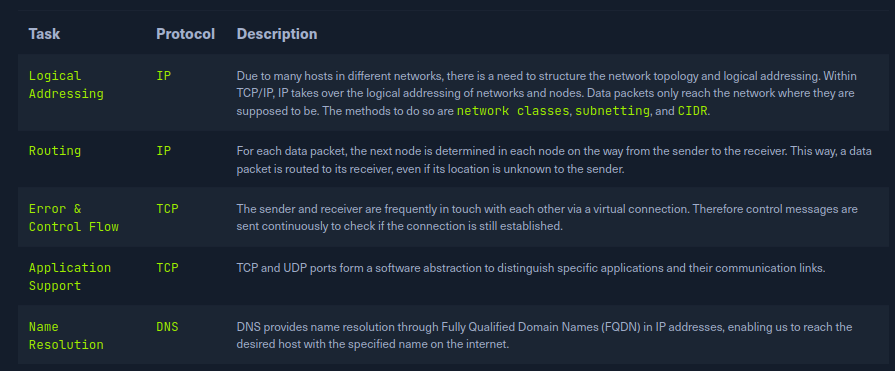 Task Protocol Description
Logical Addressing IP Due to many hosts in different networks, there is a need to structure the network topology and logical addressing. Within
TCP/IP, IP takes over the logical addressing of networks and nodes. Data packets only reach the network where they are
supposed to be. The methods to do so are network classes, subnetting, and CIDR.
Routing IP For each data packet, the next node is determined in each node on the way from the sender to the receiver. This way, a data
packet is routed to its receiver, even if its location is unknown to the sender.
Error & Control Flow TCP The sender and receiver are frequently in touch with each other via a virtual connection. Therefore control messages are
sent continuously to check if the connection is still established.
Application Support TCP TCP and UDP ports form a software abstraction to distinguish specific applications and their communication links.
Name Resolution DNS DNS provides name resolution through Fully Qualified Domain Names (FQDN) in IP addresses, enabling us to reach the
desired host with the specified name on the internet.